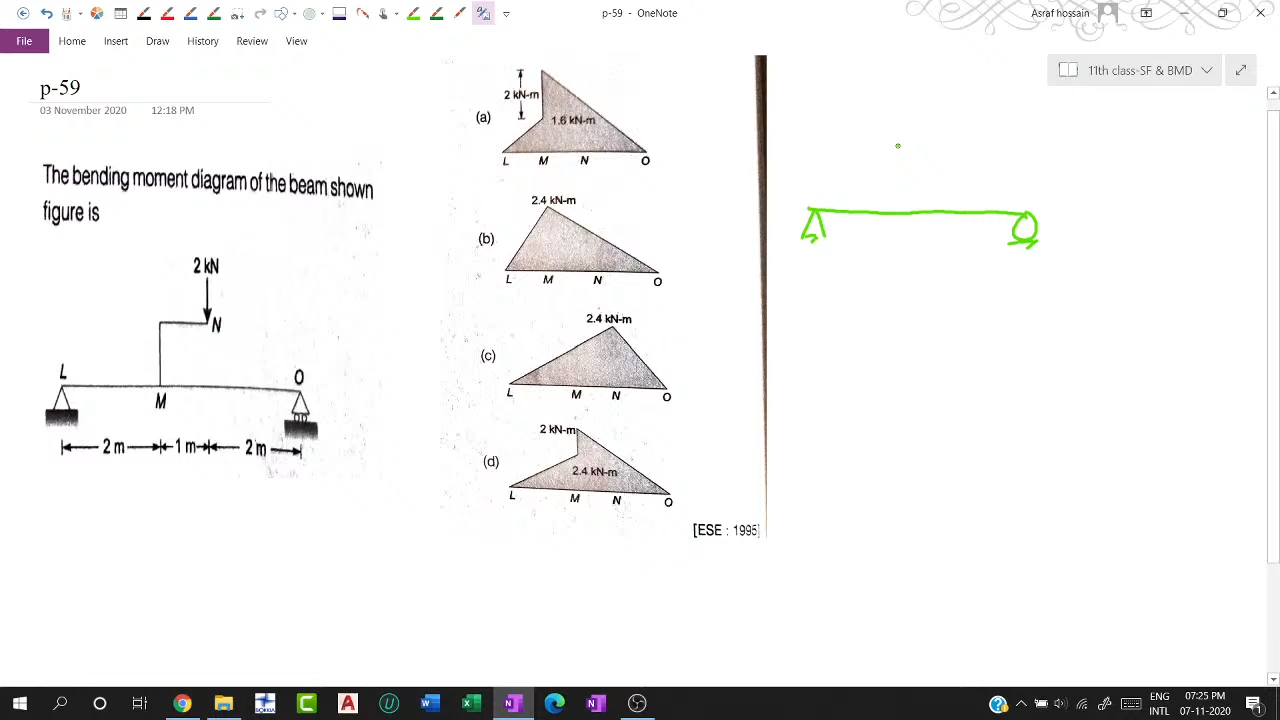 p-59 - OneNote
Asraf hossain
File Home Insert Draw History Review View
11th class-SF & BMD
p-59
03 November 2020 12:18 PM
The bending moment diagram of the beam shown
figure is
2 kN
N
L
O
M
2 m
1 m
2 m
(a)
2 kN-m
1.6 kN-m
L M N O
(b)
2.4 kN-m
L M N O
(c)
2.4 kN-m
L M N O
(d)
2 kN-m
2.4 kN-m
L M N O
[ESE : 1995]
ENG
INTL
07:25 PM
07-11-2020